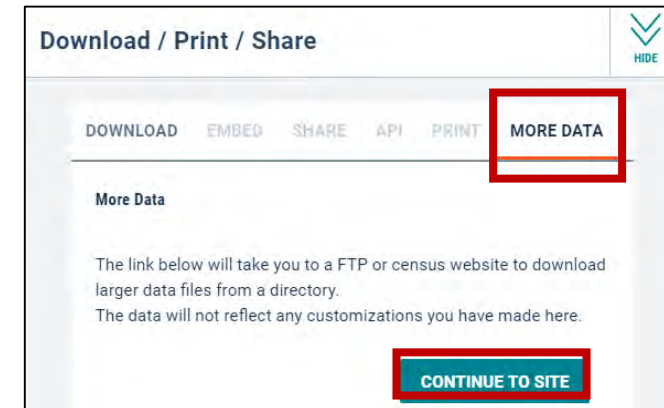 Download / Print / Share
HIDE
DOWNLOAD EMBED SHARE API PRINT MORE DATA
More Data
The link below will take you to a FTP or census website to download
larger data files from a directory.
The data will not reflect any customizations you have made here.
CONTINUE TO SITE